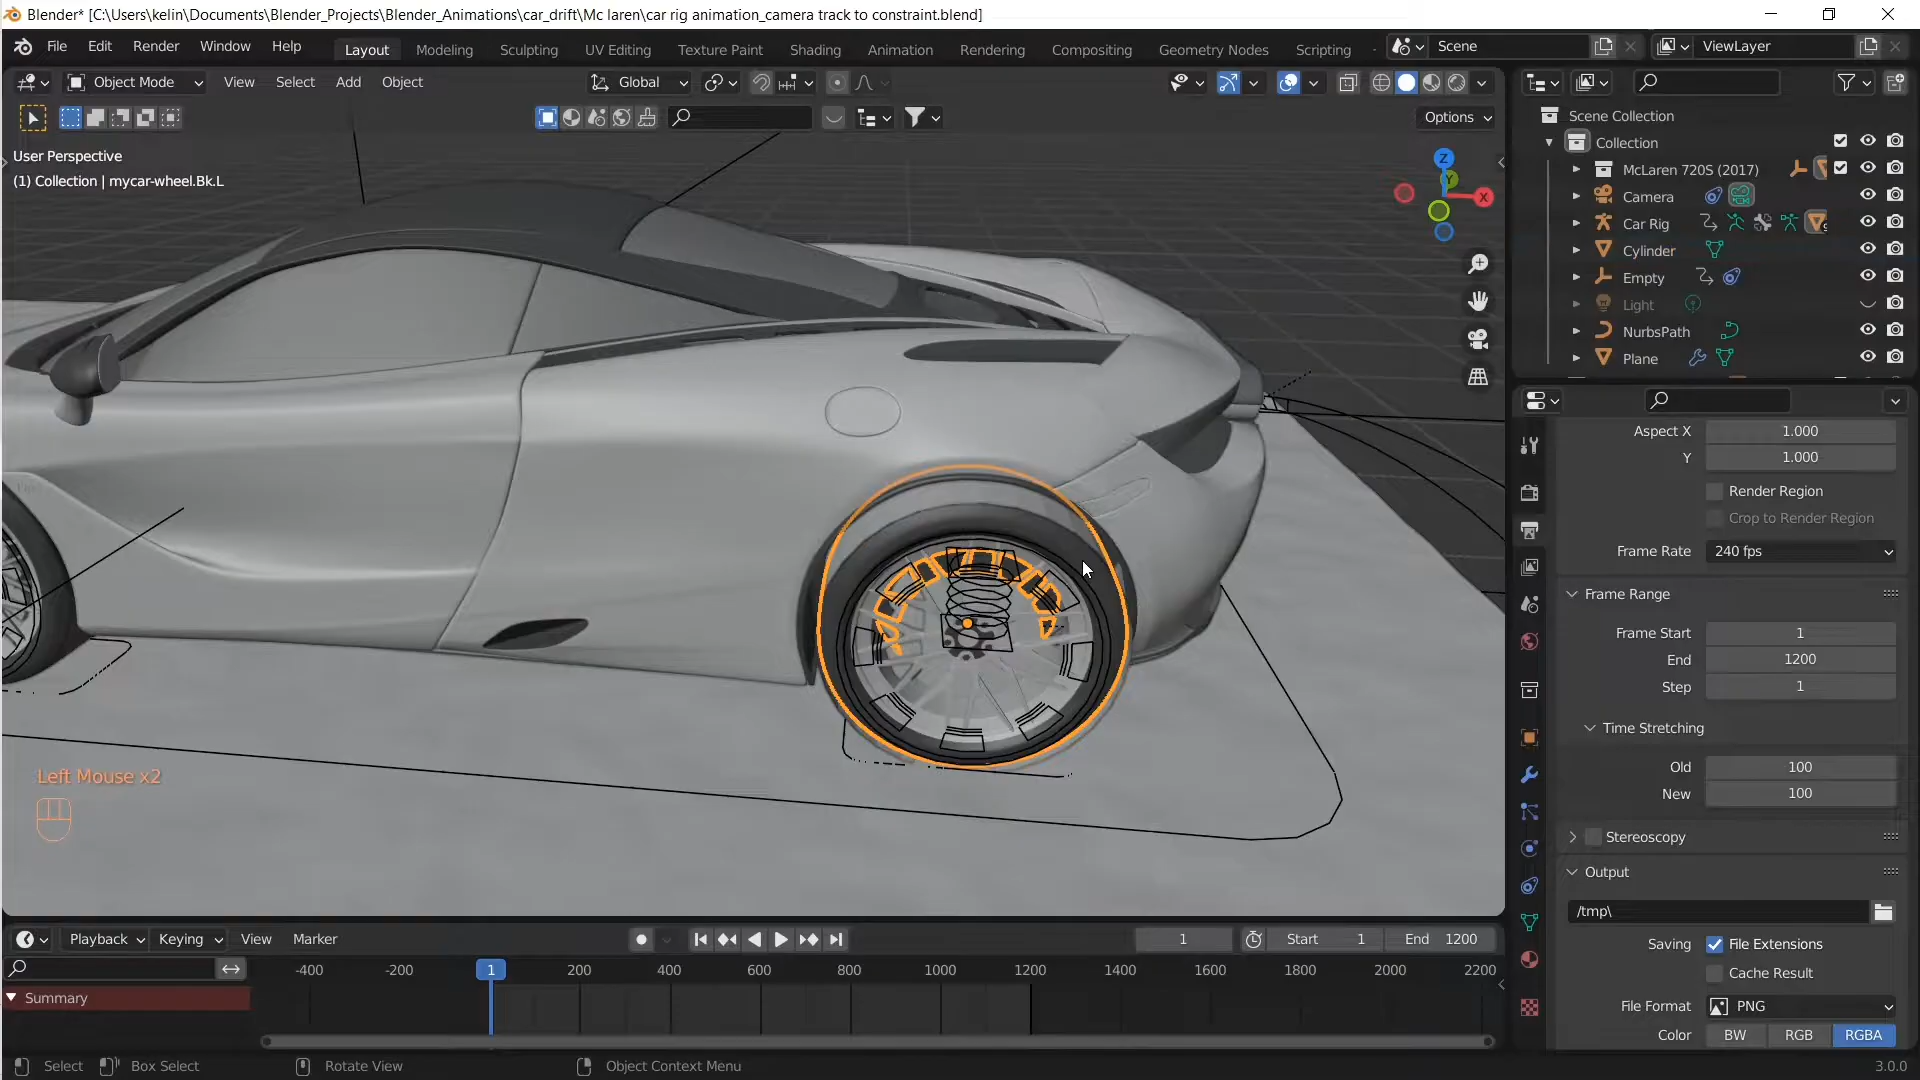 Blender* [C:\Users\kelin\Documents\Blender_Projects\Blender_Animations\car_drift\Mc laren\car rig animation_camera track to constraint.blend]
File Edit Render Window Help Layout Modeling Sculpting UV Editing Texture Paint Shading Animation Rendering Compositing Geometry Nodes Scripting Scene ViewLayer
Object Mode View Select Add Object Global
Options
User Perspective
(1) Collection | mycar-wheel.Bk.L
Z
Y
X
Left Mouse x2
Scene Collection
Collection
McLaren 720S (2017)
Camera
Car Rig
Cylinder
Empty
Light
NurbsPath
Plane
Aspect X 1.000
Y 1.000
Render Region
Crop to Render Region
Frame Rate 240 fps
Frame Range
Frame Start 1
End 1200
Step 1
Time Stretching
Old 100
New 100
Stereoscopy
Output
/tmp\
Saving File Extensions
Cache Result
File Format PNG
Color BW RGB RGBA
Playback Keying View Marker 1 Start 1 End 1200
-400 -200 1 200 400 600 800 1000 1200 1400 1600 1800 2000 2200
Summary
Select Box Select Rotate View Object Context Menu 3.0.0